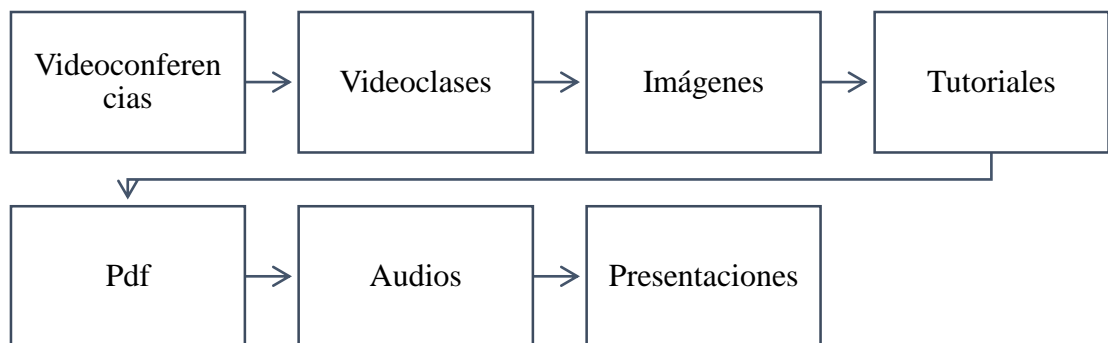 Videoconferen
cias
Videoclases
Imágenes
Tutoriales
Pdf
Audios
Presentaciones